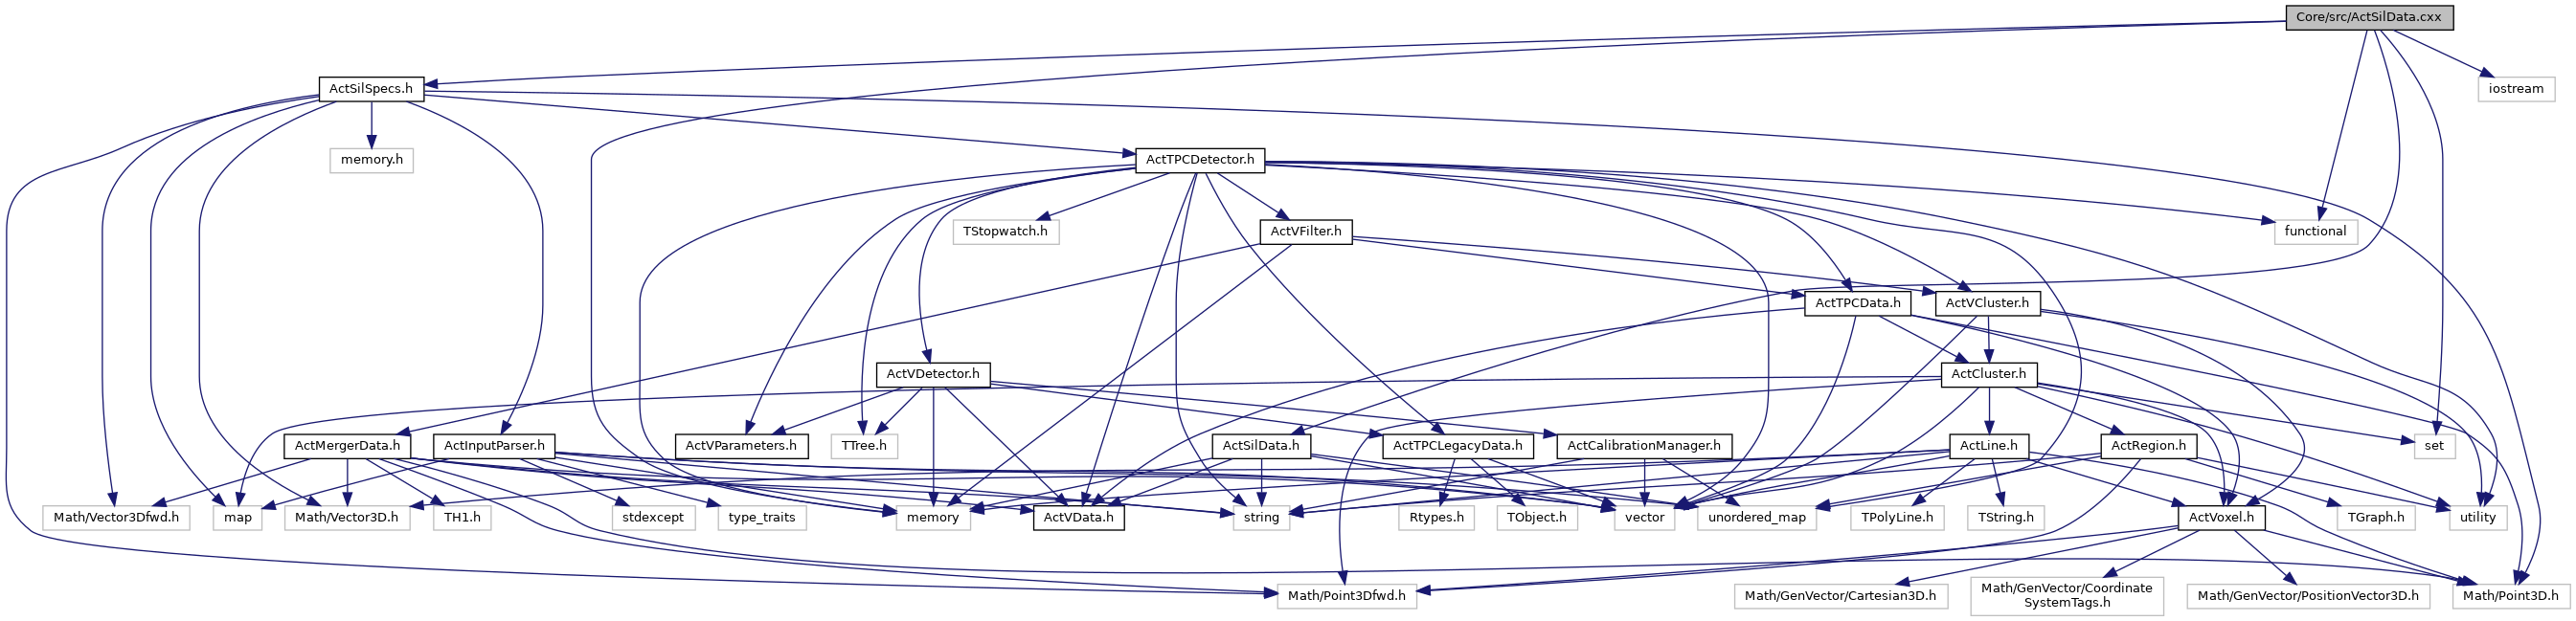 Core/src/ActSilData.cxx
ActSilSpecs.h
iostream
memory.h
ActTPCDetector.h
TStopwatch.h
ActVFilter.h
functional
ActTPCData.h
ActVCluster.h
ActVDetector.h
ActCluster.h
ActMergerData.h
ActInputParser.h
ActVParameters.h
TTree.h
ActSilData.h
ActTPCLegacyData.h
ActCalibrationManager.h
ActLine.h
ActRegion.h
set
Math/Vector3Dfwd.h
map
Math/Vector3D.h
TH1.h
stdexcept
type_traits
memory
ActVData.h
string
Rtypes.h
TObject.h
vector
unordered_map
TPolyLine.h
TString.h
ActVoxel.h
TGraph.h
utility
Math/Point3Dfwd.h
Math/GenVector/Cartesian3D.h
Math/GenVector/Coordinate
SystemTags.h
Math/GenVector/PositionVector3D.h
Math/Point3D.h